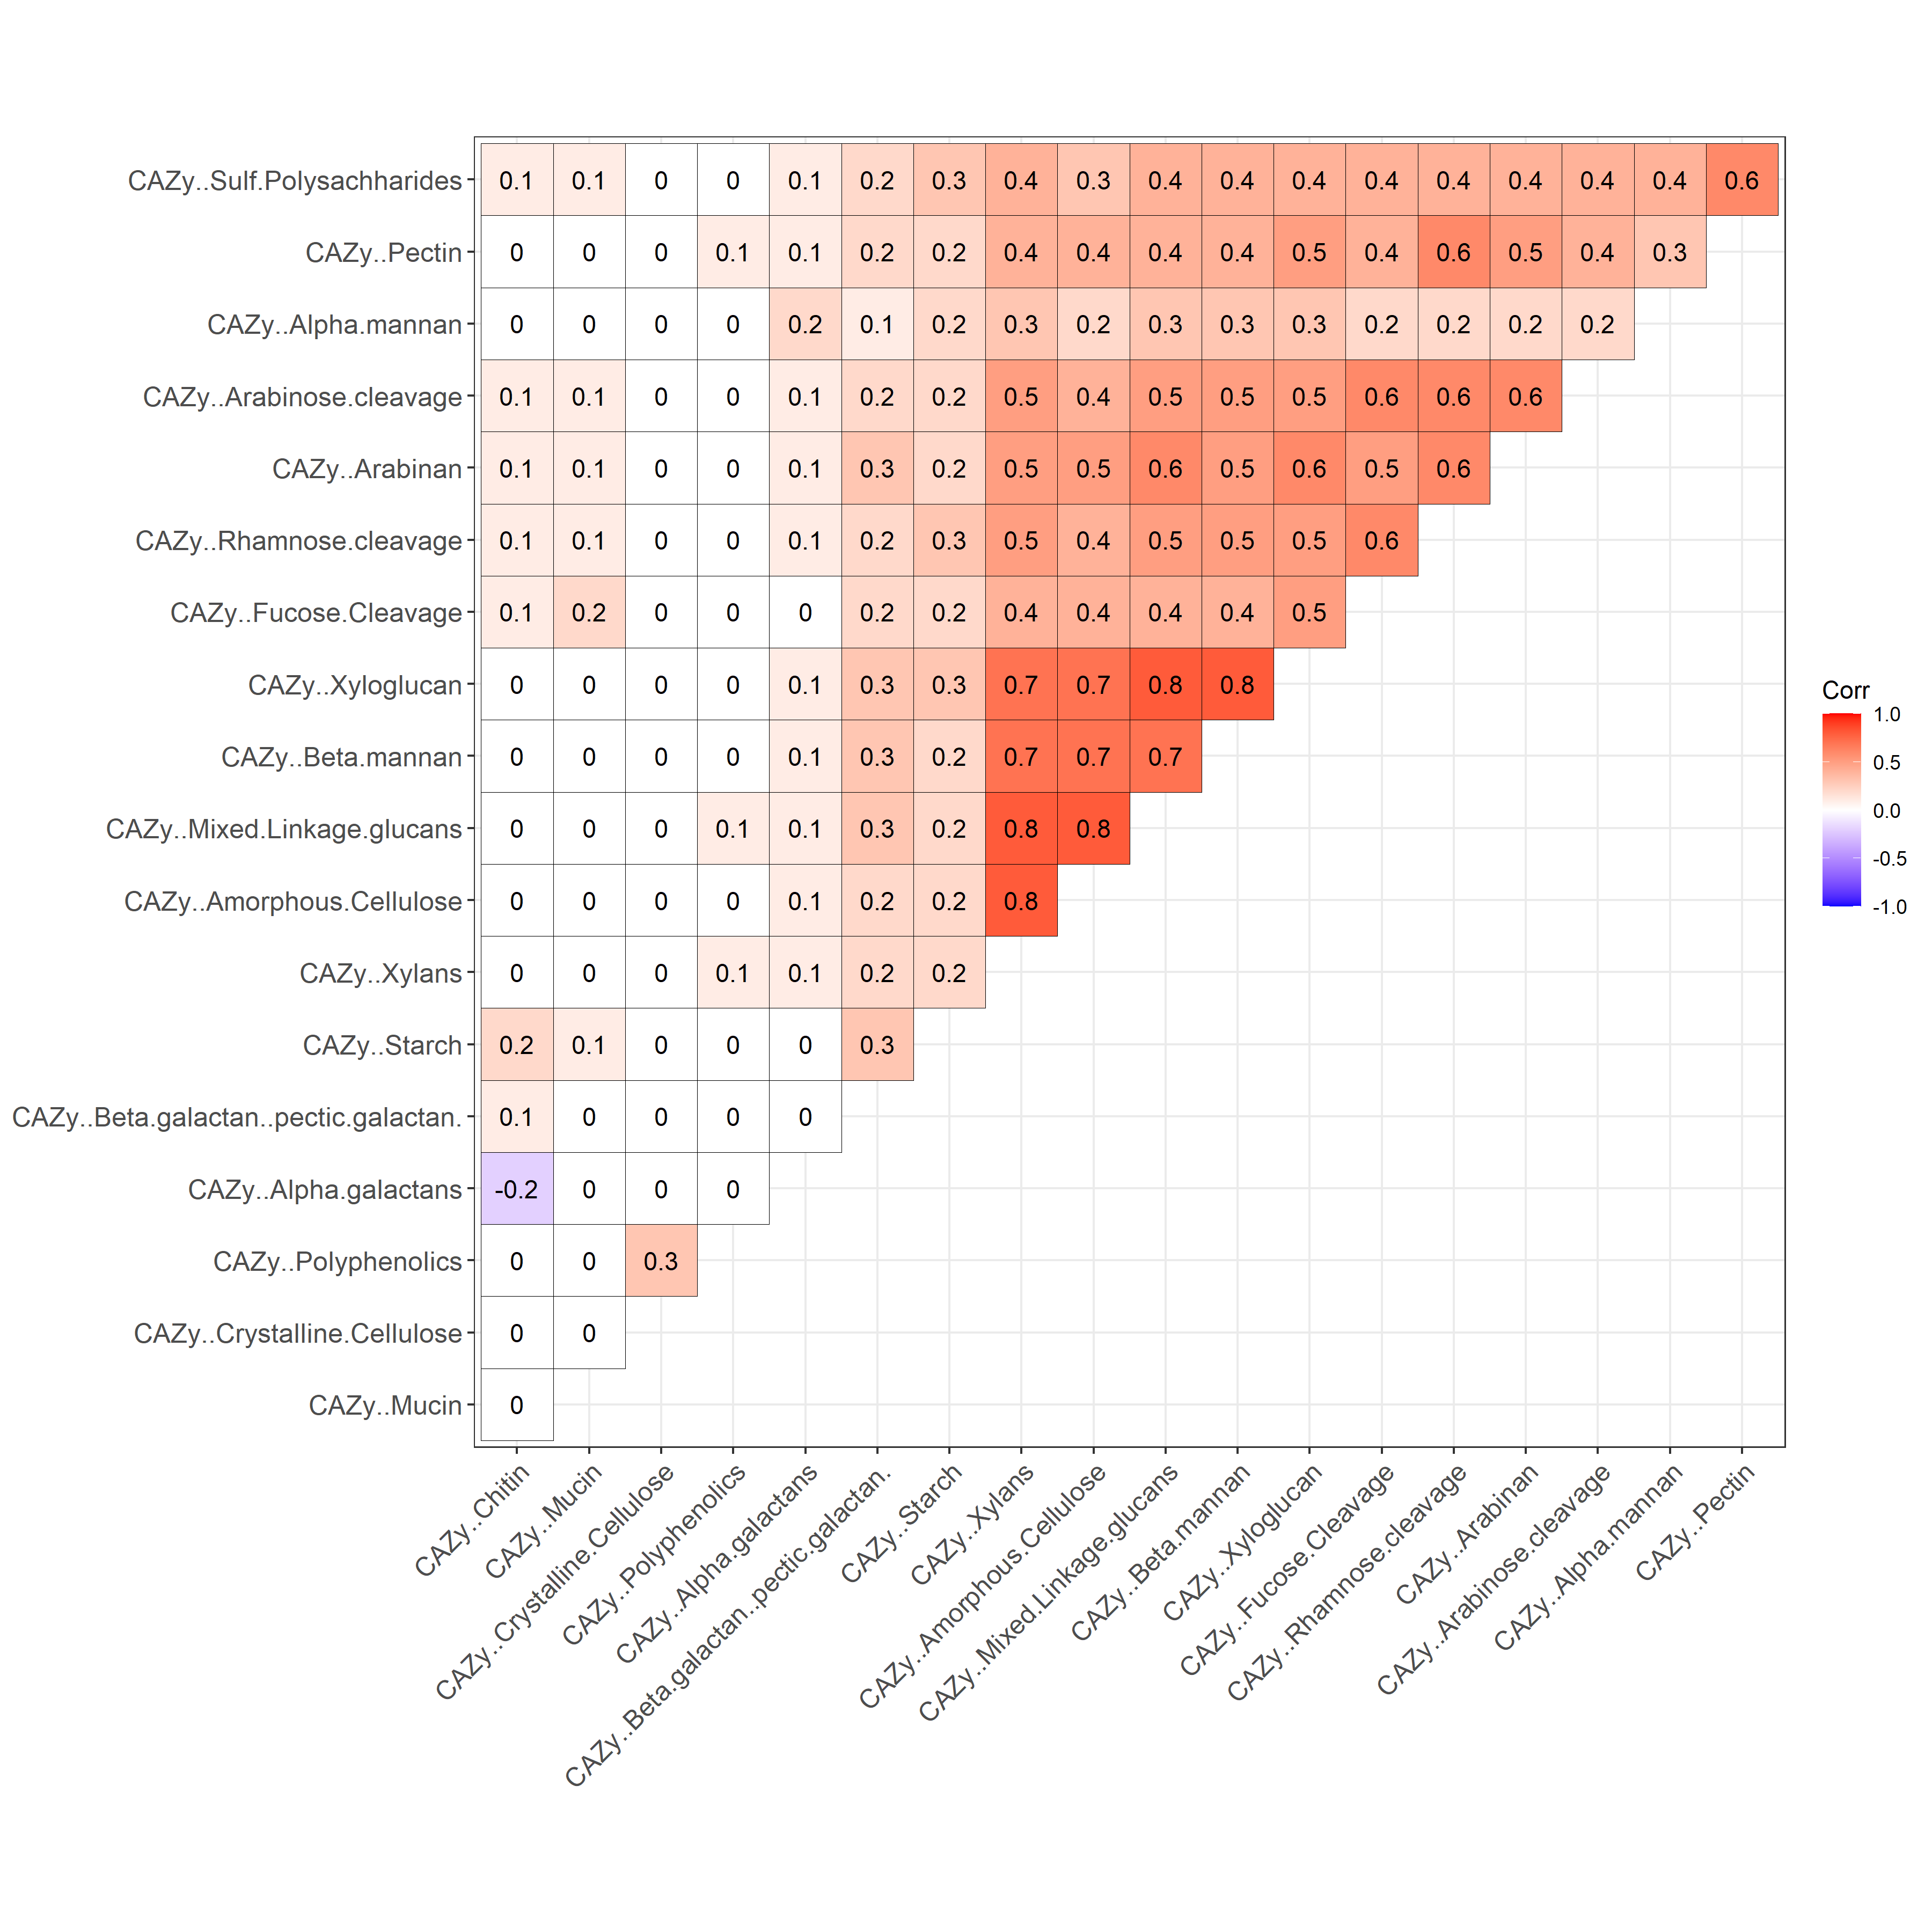 CAZy..Sulf.Polysachharides 0.1 0.1 0 0 0.1 0.2 0.3 0.4 0.3 0.4 0.4 0.4 0.4 0.4 0.4 0.4 0.4 0.6
CAZy..Pectin 0 0 0 0.1 0.1 0.2 0.2 0.4 0.4 0.4 0.4 0.5 0.4 0.6 0.5 0.4 0.3
CAZy..Alpha.mannan 0 0 0 0 0.2 0.1 0.2 0.3 0.2 0.3 0.3 0.3 0.2 0.2 0.2 0.2
CAZy..Arabinose.cleavage 0.1 0.1 0 0 0.1 0.2 0.2 0.5 0.4 0.5 0.5 0.5 0.6 0.6 0.6
CAZy..Arabinan 0.1 0.1 0 0 0.1 0.3 0.2 0.5 0.5 0.6 0.5 0.6 0.5 0.6
CAZy..Rhamnose.cleavage 0.1 0.1 0 0 0.1 0.2 0.3 0.5 0.4 0.5 0.5 0.5 0.6
CAZy..Fucose.Cleavage 0.1 0.2 0 0 0 0.2 0.2 0.4 0.4 0.4 0.4 0.5
CAZy..Xyloglucan 0 0 0 0 0.1 0.3 0.3 0.7 0.7 0.8 0.8
CAZy..Beta.mannan 0 0 0 0 0.1 0.3 0.2 0.7 0.7 0.7
CAZy..Mixed.Linkage.glucans 0 0 0 0.1 0.1 0.3 0.2 0.8 0.8
CAZy..Amorphous.Cellulose 0 0 0 0 0.1 0.2 0.2 0.8
CAZy..Xylans 0 0 0 0.1 0.1 0.2 0.2
CAZy..Starch 0.2 0.1 0 0 0 0.3
CAZy..Beta.galactan..pectic.galactan. 0.1 0 0 0 0
CAZy..Alpha.galactans -0.2 0 0 0
CAZy..Polyphenolics 0 0 0.3
CAZy..Crystalline.Cellulose 0 0
CAZy..Mucin 0
CAZy..Chitin
CAZy..Mucin
CAZy..Crystalline.Cellulose
CAZy..Polyphenolics
CAZy..Alpha.galactans
CAZy..Beta.galactan..pectic.galactan.
CAZy..Starch
CAZy..Xylans
CAZy..Amorphous.Cellulose
CAZy..Mixed.Linkage.glucans
CAZy..Beta.mannan
CAZy..Xyloglucan
CAZy..Fucose.Cleavage
CAZy..Rhamnose.cleavage
CAZy..Arabinan
CAZy..Arabinose.cleavage
CAZy..Alpha.mannan
CAZy..Pectin
Corr
1.0
0.5
0.0
-0.5
-1.0